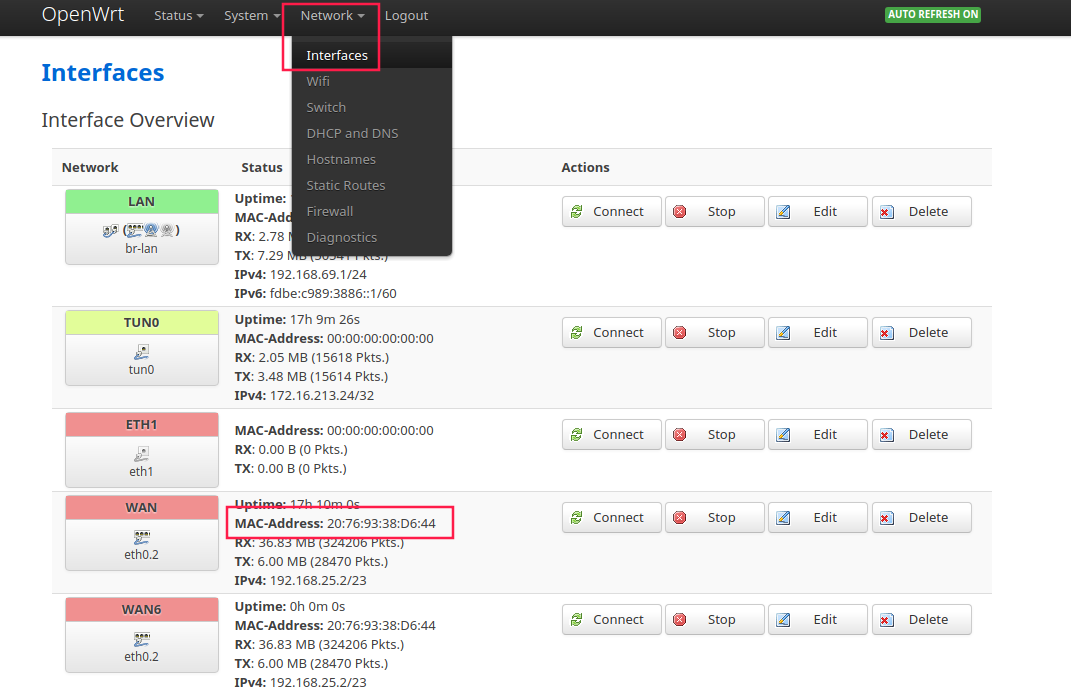 OpenWrt Status System Network Logout AUTO REFRESH ON
Interfaces
Wifi
Switch
DHCP and DNS
Hostnames
Static Routes
Firewall
Diagnostics
Interfaces
Interface Overview
Network Status Actions
LAN
br-lan
Uptime:
MAC-Add
RX: 2.78
TX: 7.29 MB
IPv4: 192.168.69.1/24
IPv6: fdbe:c989:3886::1/60
Connect Stop Edit Delete
TUN0
tun0
Uptime: 17h 9m 26s
MAC-Address: 00:00:00:00:00:00
RX: 2.05 MB (15618 Pkts.)
TX: 3.48 MB (15614 Pkts.)
IPv4: 172.16.213.24/32
Connect Stop Edit Delete
ETH1
eth1
MAC-Address: 00:00:00:00:00:00
RX: 0.00 B (0 Pkts.)
TX: 0.00 B (0 Pkts.)
Connect Stop Edit Delete
WAN
eth0.2
Uptime: 17h 10m 0s
MAC-Address: 20:76:93:38:D6:44
RX: 36.83 MB (324206 Pkts.)
TX: 6.00 MB (28470 Pkts.)
IPv4: 192.168.25.2/23
Connect Stop Edit Delete
WAN6
eth0.2
Uptime: 0h 0m 0s
MAC-Address: 20:76:93:38:D6:44
RX: 36.83 MB (324206 Pkts.)
TX: 6.00 MB (28470 Pkts.)
IPv4: 192.168.25.2/23
Connect Stop Edit Delete